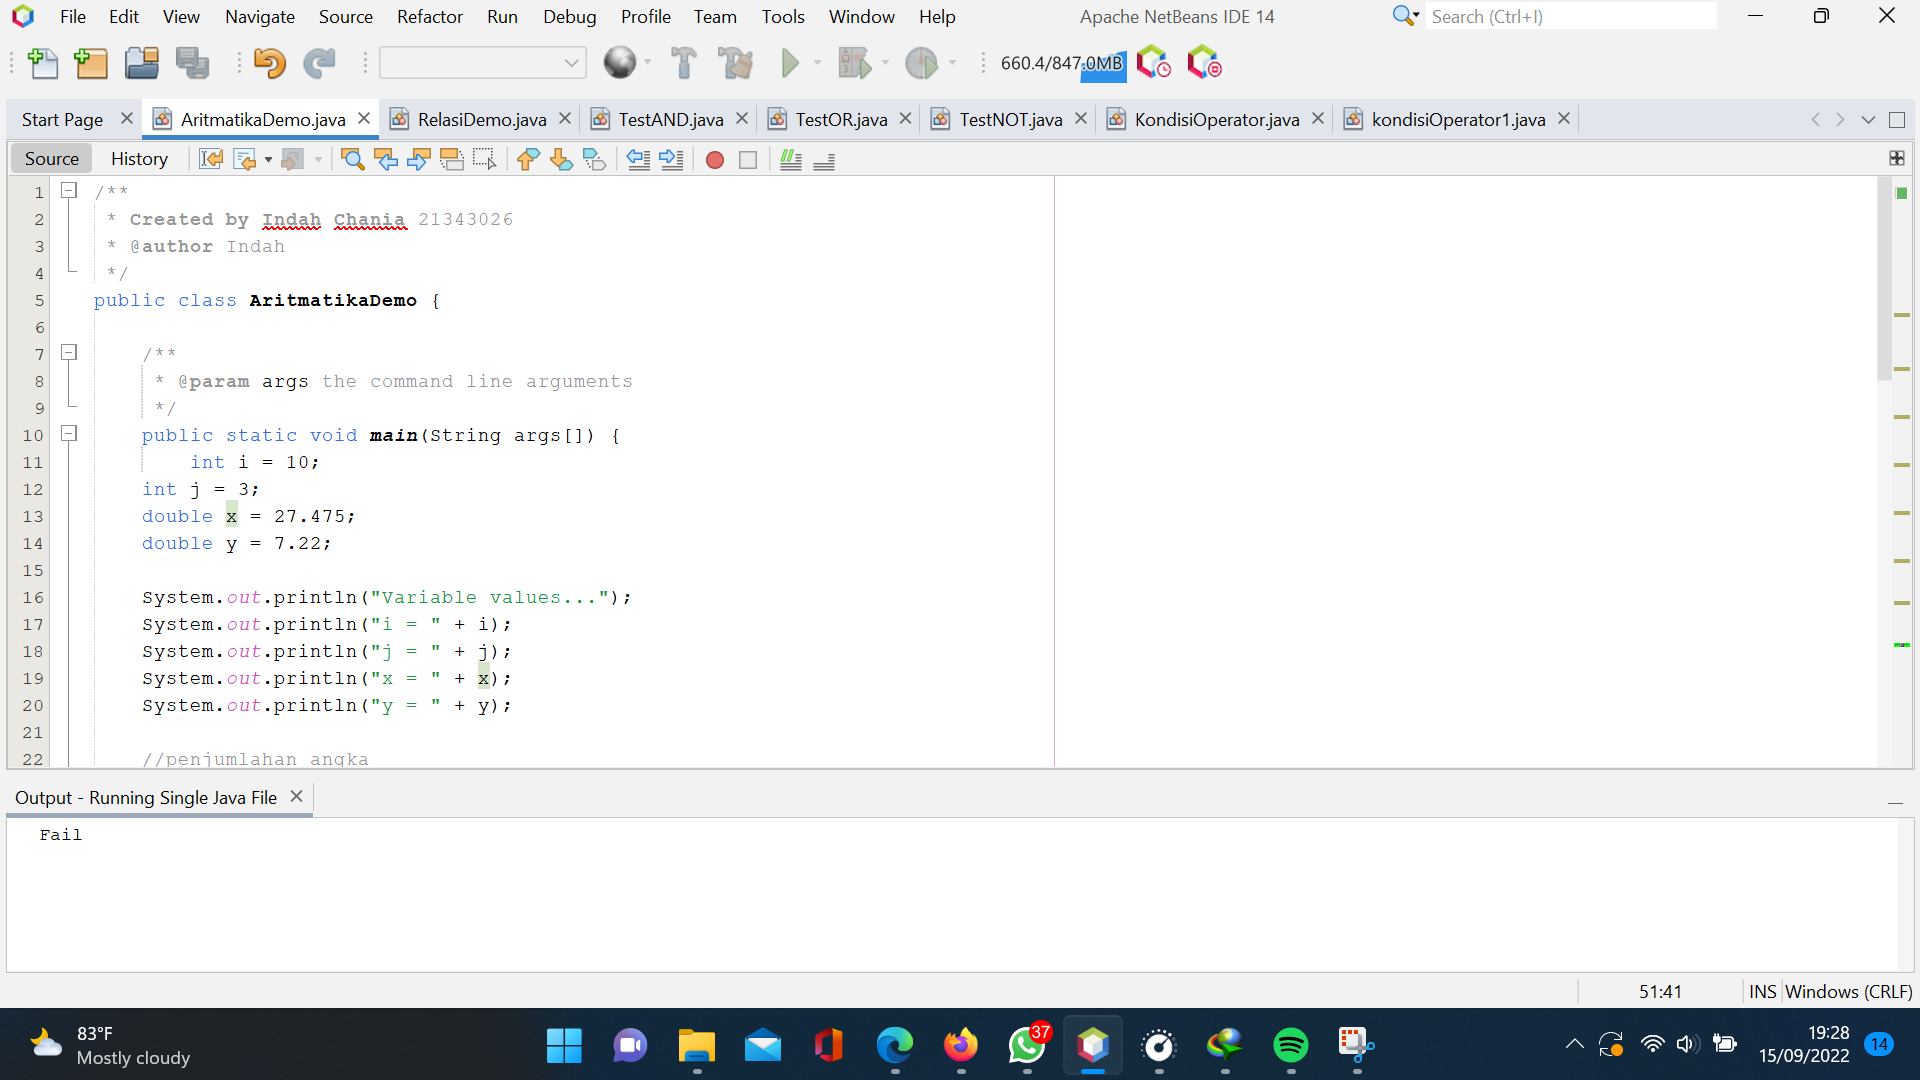 File Edit View Navigate Source Refactor Run Debug Profile Team Tools Window Help Apache NetBeans IDE 14 Search (Ctrl+I)
660.4/847.0MB
Start Page AritmatikaDemo.java RelasiDemo.java TestAND.java TestOR.java TestNOT.java KondisiOperator.java kondisiOperator1.java
Source History
1 /**
2 * Created by Indah Chania 21343026
3 * @author Indah
4 */
5 public class AritmatikaDemo {
6
7 /**
8 * @param args the command line arguments
9 */
10 public static void main(String args[]) {
11 int i = 10;
12 int j = 3;
13 double x = 27.475;
14 double y = 7.22;
15
16 System.out.println("Variable values...");
17 System.out.println("i = " + i);
18 System.out.println("j = " + j);
19 System.out.println("x = " + x);
20 System.out.println("y = " + y);
21
22 //penjumlahan angka
Output - Running Single Java File
Fail
51:41 INS Windows (CRLF)
83°F
Mostly cloudy
37
19:28
15/09/2022
14